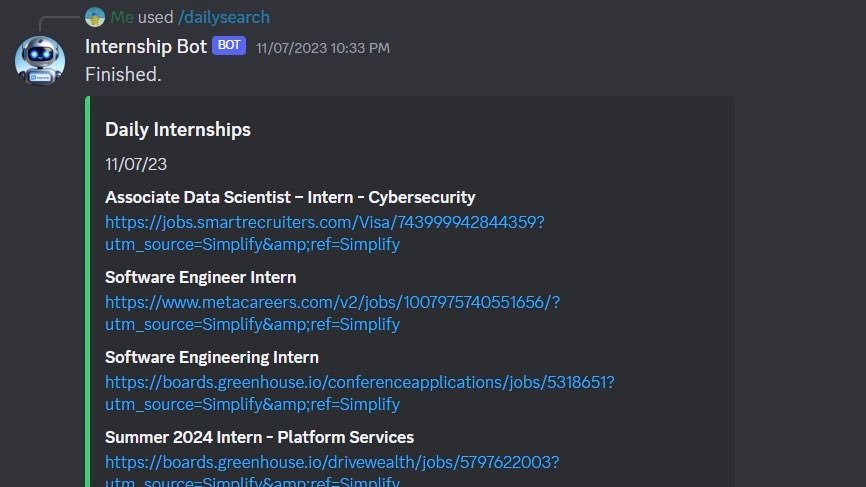 Me used /dailysearch
Internship Bot BOT 11/07/2023 10:33 PM
Finished.
Daily Internships
11/07/23
Associate Data Scientist – Intern - Cybersecurity
https://jobs.smartrecruiters.com/Visa/743999942844359?
utm_source=Simplify&amp;ref=Simplify
Software Engineer Intern
https://www.metacareers.com/v2/jobs/1007975740551656/?
utm_source=Simplify&amp;ref=Simplify
Software Engineering Intern
https://boards.greenhouse.io/conferenceapplications/jobs/5318651?
utm_source=Simplify&amp;ref=Simplify
Summer 2024 Intern - Platform Services
https://boards.greenhouse.io/drivewealth/jobs/5797622003?
utm_source=Simplify&amp;ref=Simplify